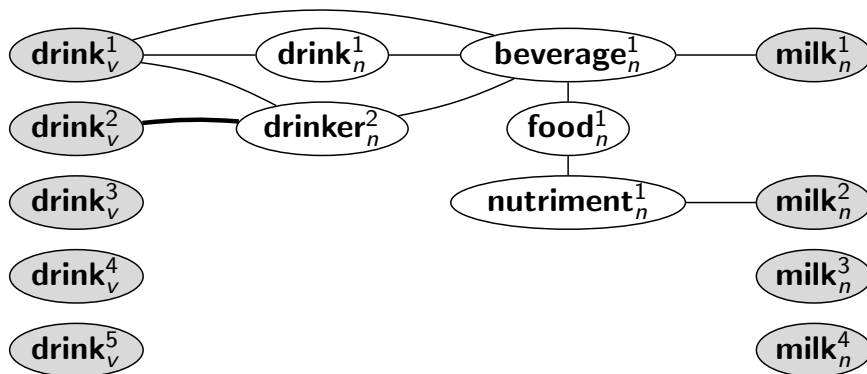 drink¹ᵥ drink¹ₙ beverage¹ₙ milk¹ₙ
drink²ᵥ drinker²ₙ food¹ₙ
drink³ᵥ nutriment¹ₙ milk²ₙ
drink⁴ᵥ milk³ₙ
drink⁵ᵥ milk⁴ₙ